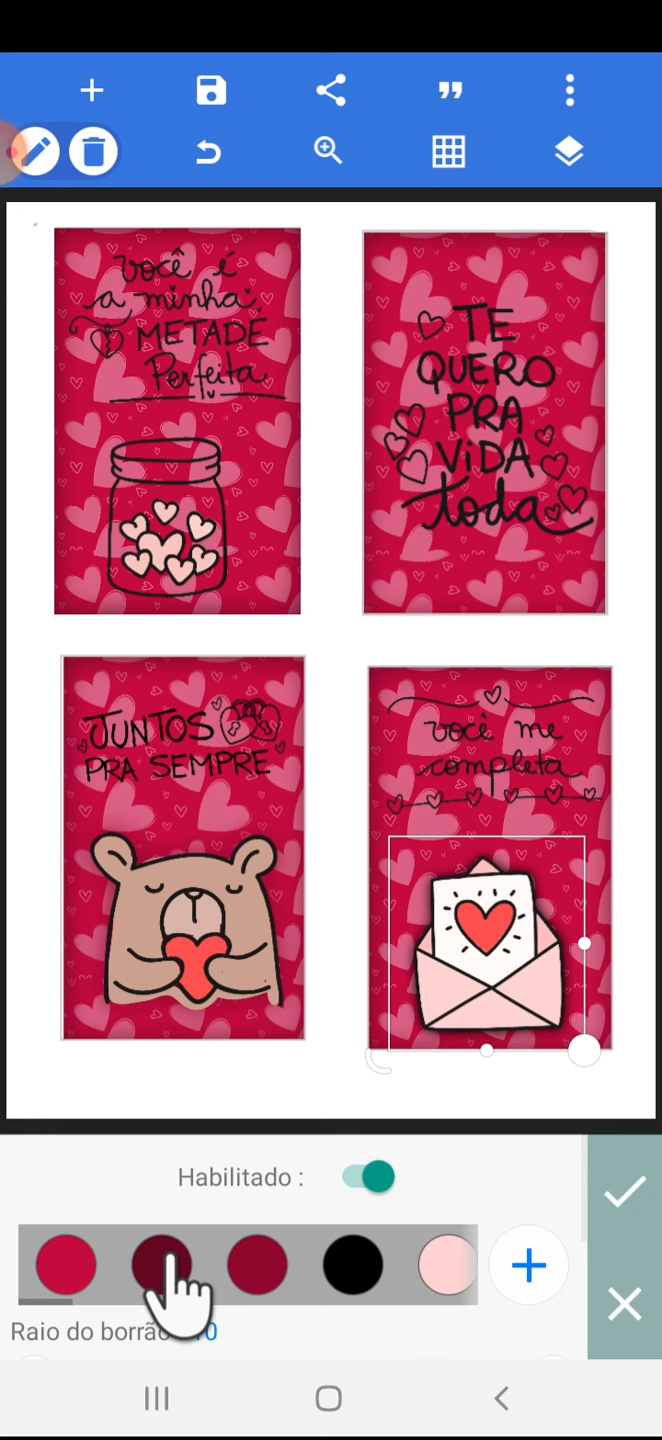 você é
a minha
METADE
Perfeita
TE
QUERO
PRA
ViDA
toda
JUNTOS
PRA SEMPRE
você me
completa
Habilitado :
Raio do borrão